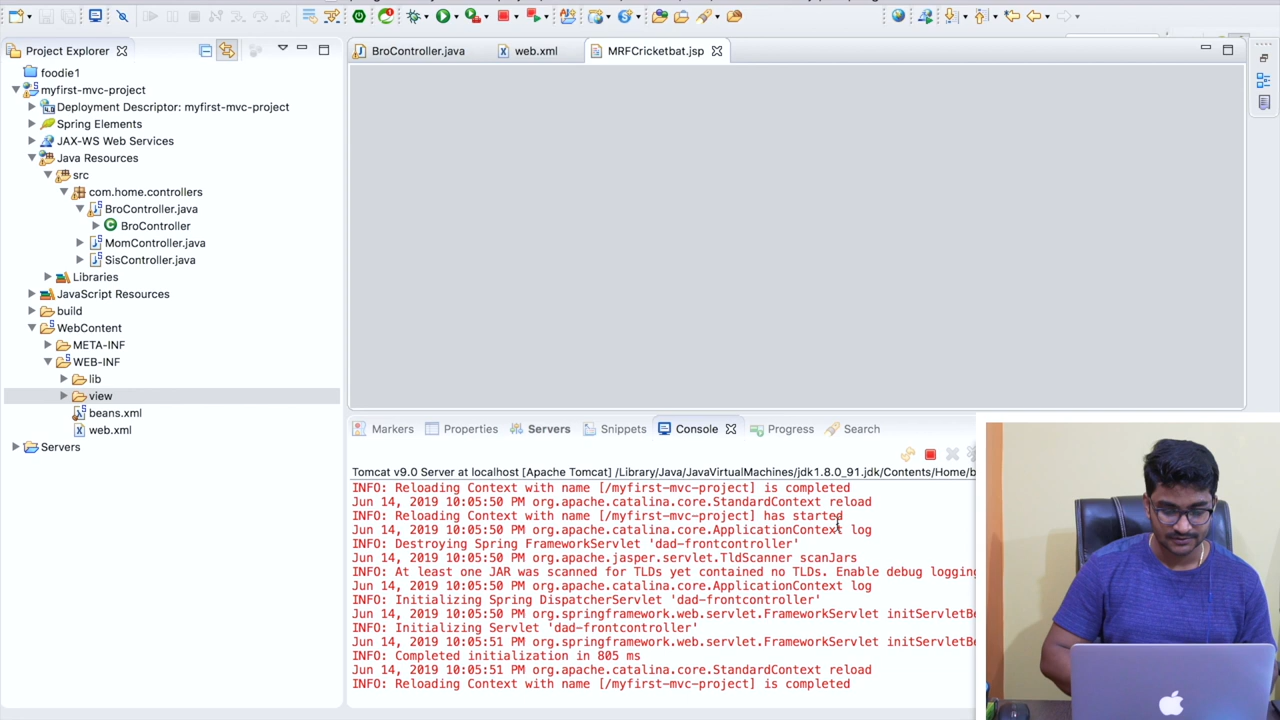 Project Explorer
BroController.java
web.xml
MRFCricketbat.jsp
foodie1
myfirst-mvc-project
Deployment Descriptor: myfirst-mvc-project
Spring Elements
JAX-WS Web Services
Java Resources
src
com.home.controllers
BroController.java
BroController
MomController.java
SisController.java
Libraries
JavaScript Resources
build
WebContent
META-INF
WEB-INF
lib
view
beans.xml
web.xml
Servers
Markers
Properties
Servers
Snippets
Console
Progress
Search
Tomcat v9.0 Server at localhost [Apache Tomcat] /Library/Java/JavaVirtualMachines/jdk1.8.0_91.jdk/Contents/Home/b
INFO: Reloading Context with name [/myfirst-mvc-project] is completed
Jun 14, 2019 10:05:50 PM org.apache.catalina.core.StandardContext reload
INFO: Reloading Context with name [/myfirst-mvc-project] has started
Jun 14, 2019 10:05:50 PM org.apache.catalina.core.ApplicationContext log
INFO: Destroying Spring FrameworkServlet 'dad-frontcontroller'
Jun 14, 2019 10:05:50 PM org.apache.jasper.servlet.TldScanner scanJars
INFO: At least one JAR was scanned for TLDs yet contained no TLDs. Enable debug logging
Jun 14, 2019 10:05:50 PM org.apache.catalina.core.ApplicationContext log
INFO: Initializing Spring DispatcherServlet 'dad-frontcontroller'
Jun 14, 2019 10:05:50 PM org.springframework.web.servlet.FrameworkServlet initServletBe
INFO: Initializing Servlet 'dad-frontcontroller'
Jun 14, 2019 10:05:51 PM org.springframework.web.servlet.FrameworkServlet initServletBe
INFO: Completed initialization in 805 ms
Jun 14, 2019 10:05:51 PM org.apache.catalina.core.StandardContext reload
INFO: Reloading Context with name [/myfirst-mvc-project] is completed